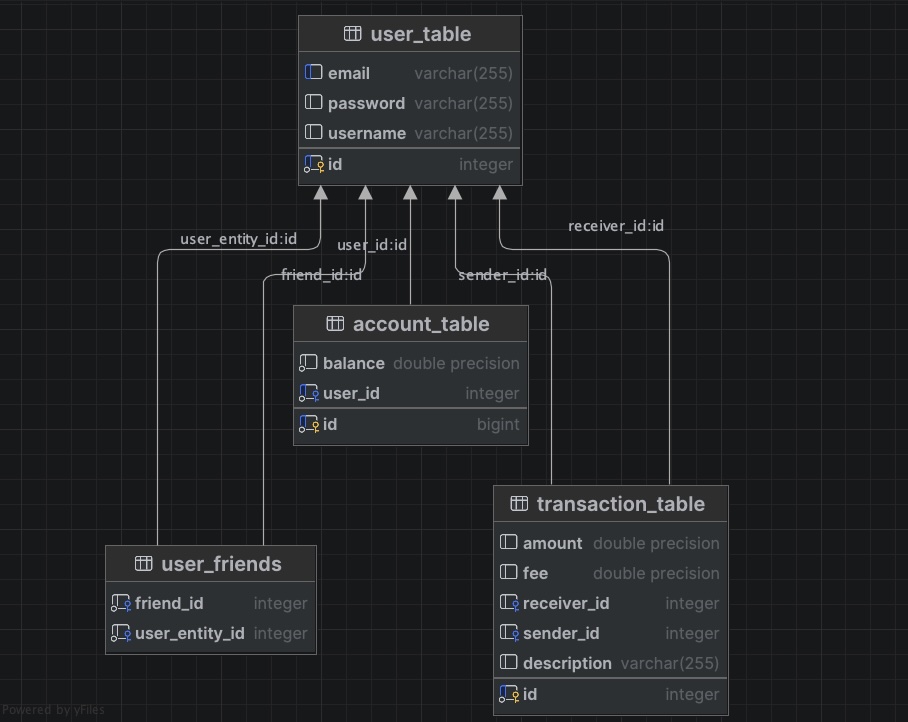 user_table
email varchar(255)
password varchar(255)
username varchar(255)
id integer
receiver_id:id
user_entity_id:id
user_id:id
friend_id:id
sender_id:id
account_table
balance double precision
user_id integer
id bigint
transaction_table
amount double precision
fee double precision
receiver_id integer
sender_id integer
description varchar(255)
id integer
user_friends
friend_id integer
user_entity_id integer
Powered by yFiles